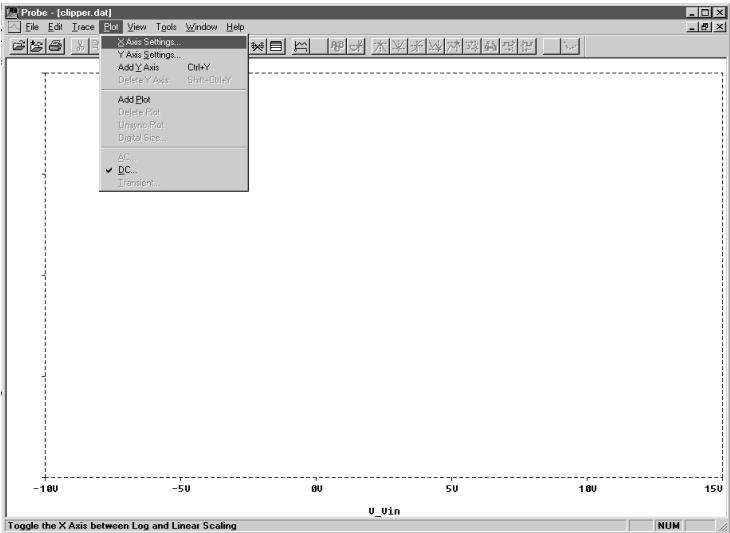 Probe - [clipper.dat]
File Edit Trace Plot View Tools Window Help
X Axis Settings...
Y Axis Settings...
Add Y Axis Ctrl+Y
Delete Y Axis Shift+Ctrl+Y
Add Plot
Delete Plot
Unsync Plot
Digital Size...
AC...
DC...
Transient...
-10V -5V 0V 5V 10V 15V
V_Vin
Toggle the X Axis between Log and Linear Scaling NUM